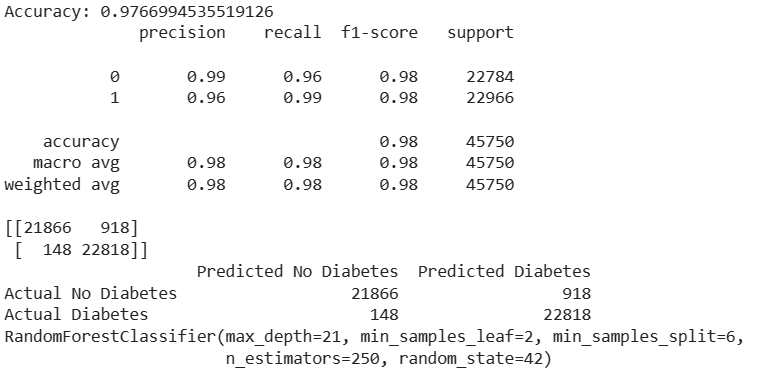 Accuracy: 0.9766994535519126
precision recall f1-score support
0 0.99 0.96 0.98 22784
1 0.96 0.99 0.98 22966
accuracy 0.98 45750
macro avg 0.98 0.98 0.98 45750
weighted avg 0.98 0.98 0.98 45750
[[21866 918]
[ 148 22818]]
Predicted No Diabetes Predicted Diabetes
Actual No Diabetes 21866 918
Actual Diabetes 148 22818
RandomForestClassifier(max_depth=21, min_samples_leaf=2, min_samples_split=6,
n_estimators=250, random_state=42)